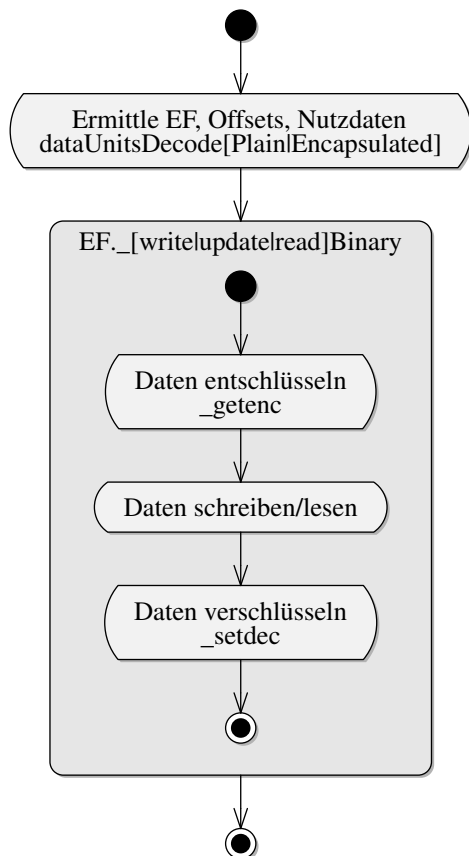 Ermittle EF, Offsets, Nutzdaten
dataUnitsDecode[Plain|Encapsulated]
EF._[write|update|read]Binary
Daten entschlüsseln
_getenc
Daten schreiben/lesen
Daten verschlüsseln
_setdec